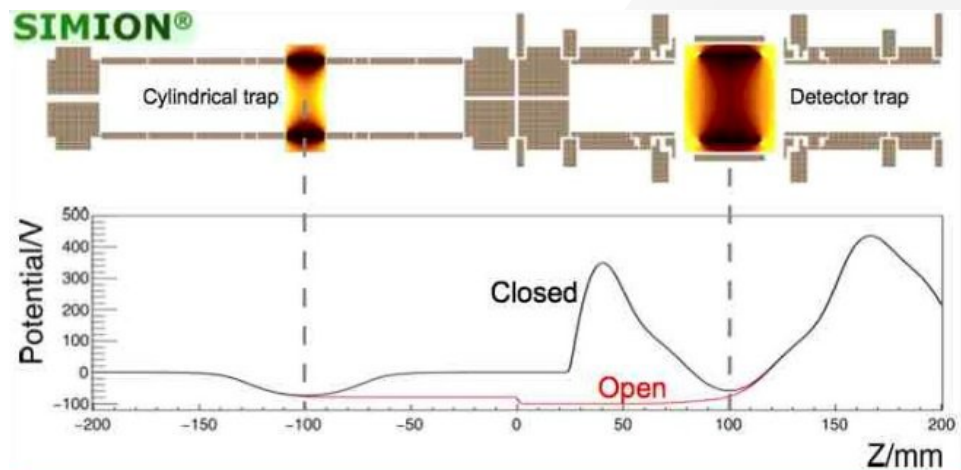 SIMION®
Cylindrical trap
Detector trap
Potential/V
500
400
300
200
100
0
-100
Closed
Open
-200 -150 -100 -50 0 50 100 150 200
Z/mm